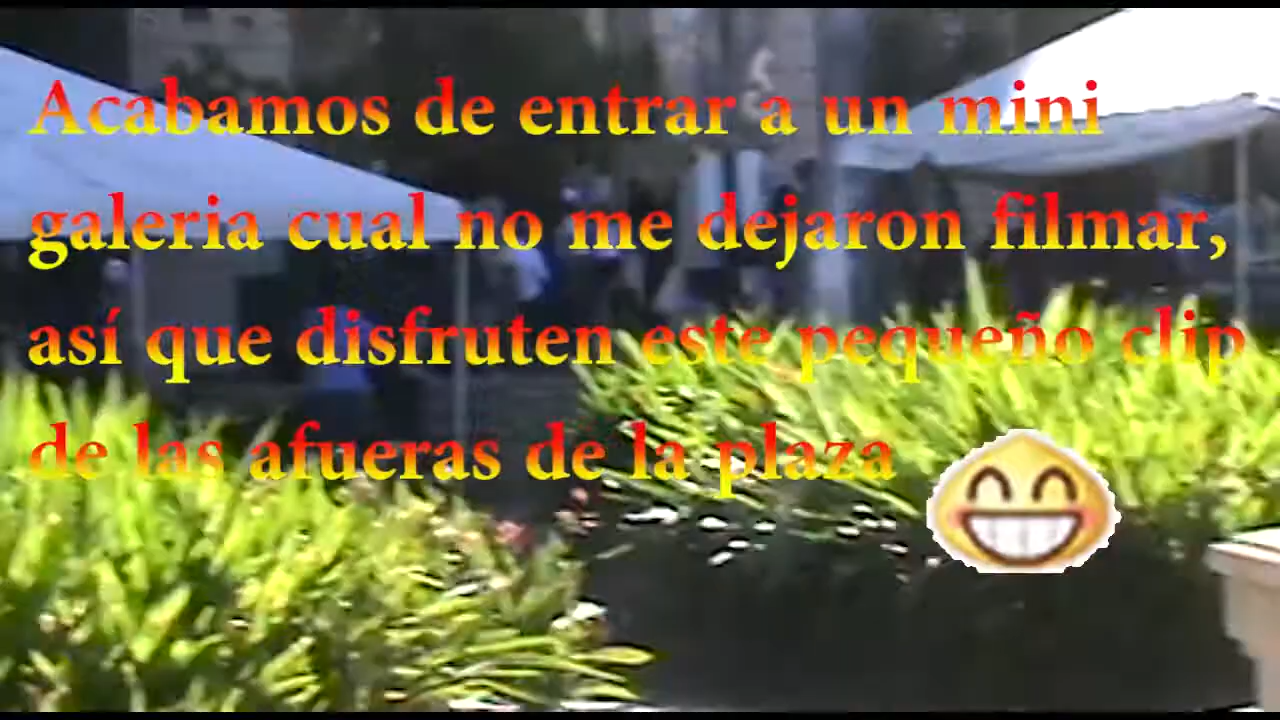 Acabamos de entrar a un mini
galeria cual no me dejaron filmar,
así que disfruten este pequeño clip
de las afueras de la plaza